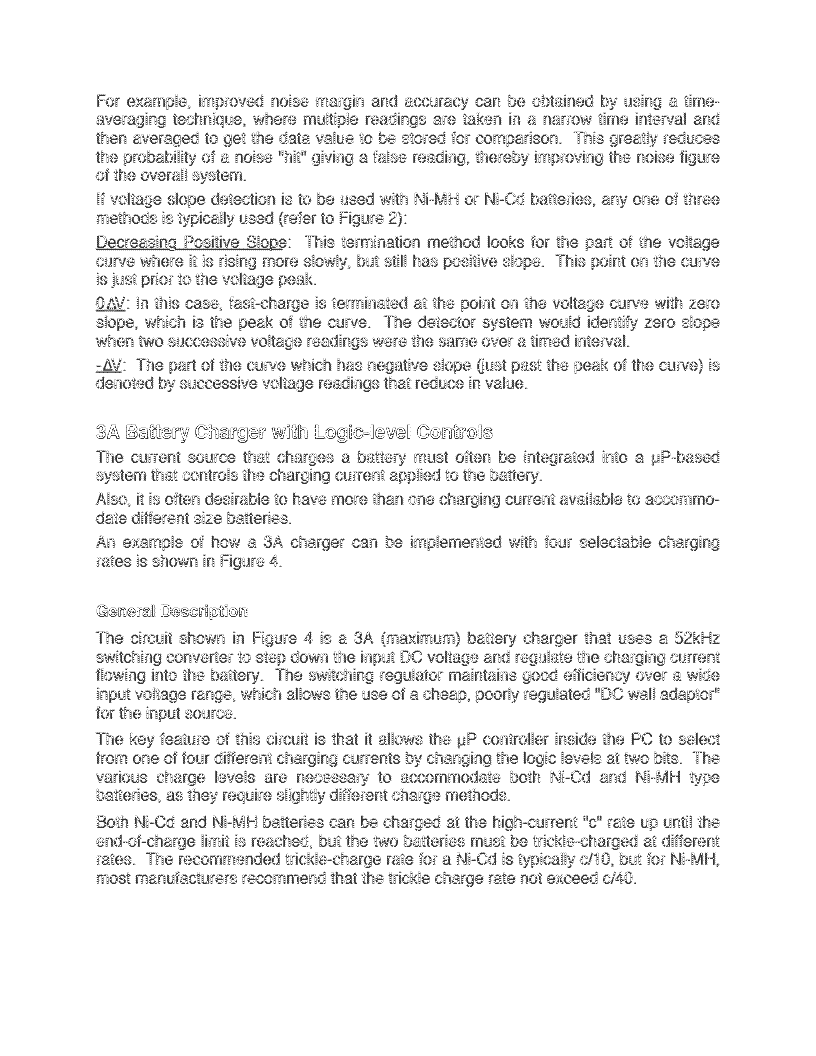 For example, improved noise margin and accuracy can be obtained by using a time-
averaging technique, where multiple readings are taken in a narrow time interval and
then averaged to get the data value to be stored for comparison. This greatly reduces
the probability of a noise "hit" giving a false reading, thereby improving the noise figure
of the overall system.
If voltage slope detection is to be used with Ni-MH or Ni-Cd batteries, any one of three
methods is typically used (refer to Figure 2):
Decreasing Positive Slope: This termination method looks for the part of the voltage
curve where it is rising more slowly, but still has positive slope. This point on the curve
is just prior to the voltage peak.
0ΔV: In this case, fast-charge is terminated at the point on the voltage curve with zero
slope, which is the peak of the curve. The detector system would identify zero slope
when two successive voltage readings were the same over a timed interval.
-ΔV: The part of the curve which has negative slope (just past the peak of the curve) is
denoted by successive voltage readings that reduce in value.
3A Battery Charger with Logic-level Controls
The current source that charges a battery must often be integrated into a µP-based
system that controls the charging current applied to the battery.
Also, it is often desirable to have more than one charging current available to accommo-
date different size batteries.
An example of how a 3A charger can be implemented with four selectable charging
rates is shown in Figure 4.
General Description
The circuit shown in Figure 4 is a 3A (maximum) battery charger that uses a 52kHz
switching converter to step down the input DC voltage and regulate the charging current
flowing into the battery. The switching regulator maintains good efficiency over a wide
input voltage range, which allows the use of a cheap, poorly regulated "DC wall adaptor"
for the input source.
The key feature of this circuit is that it allows the µP controller inside the PC to select
from one of four different charging currents by changing the logic levels at two bits. The
various charge levels are necessary to accommodate both Ni-Cd and Ni-MH type
batteries, as they require slightly different charge methods.
Both Ni-Cd and Ni-MH batteries can be charged at the high-current "c" rate up until the
end-of-charge limit is reached, but the two batteries must be trickle-charged at different
rates. The recommended trickle-charge rate for a Ni-Cd is typically c/10, but for Ni-MH,
most manufacturers recommend that the trickle charge rate not exceed c/40.